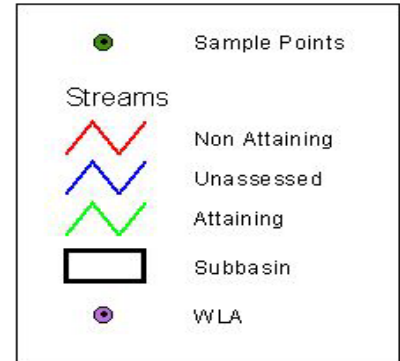 Sample Points
Streams
Non Attaining
Unassessed
Attaining
Subbasin
WLA